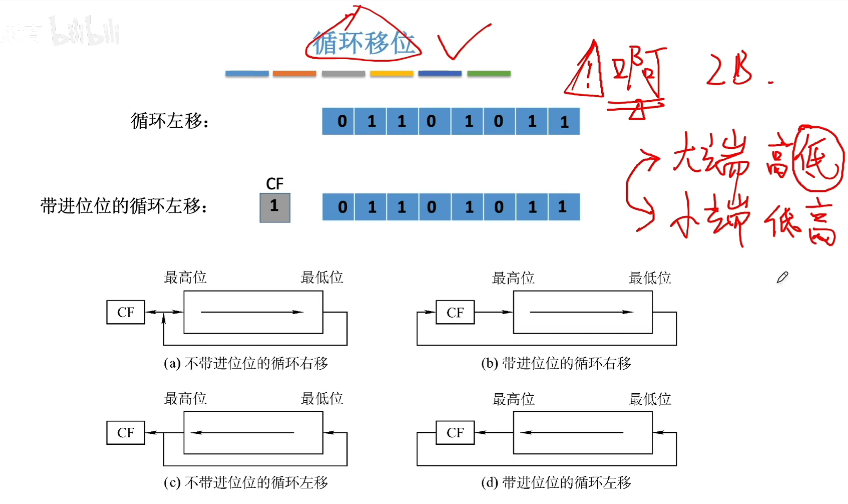 bilibili
循环移位
啊 2B.
循环左移：
0 1 1 0 1 0 1 1
大端 高低
CF
带进位位的循环左移：
1
0 1 1 0 1 0 1 1
小端 低高
最高位 最低位
CF
(a) 不带进位位的循环右移
最高位 最低位
CF
(b) 带进位位的循环右移
最高位 最低位
CF
(c) 不带进位位的循环左移
最高位 最低位
CF
(d) 带进位位的循环左移